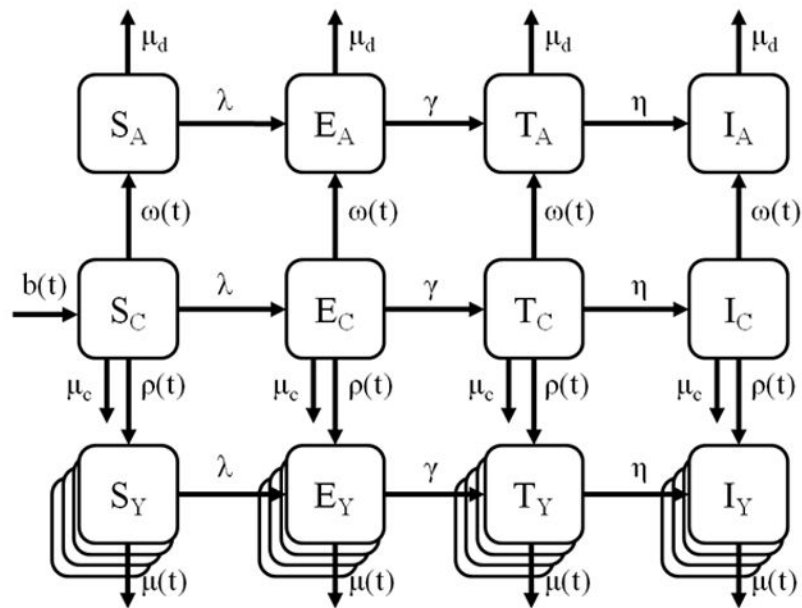 μd μd μd μd
SA λ EA γ TA η IA
ω(t) ω(t) ω(t) ω(t)
b(t) SC λ EC γ TC η IC
μc ρ(t) μc ρ(t) μc ρ(t) μc ρ(t)
SY λ EY γ TY η IY
μ(t) μ(t) μ(t) μ(t)